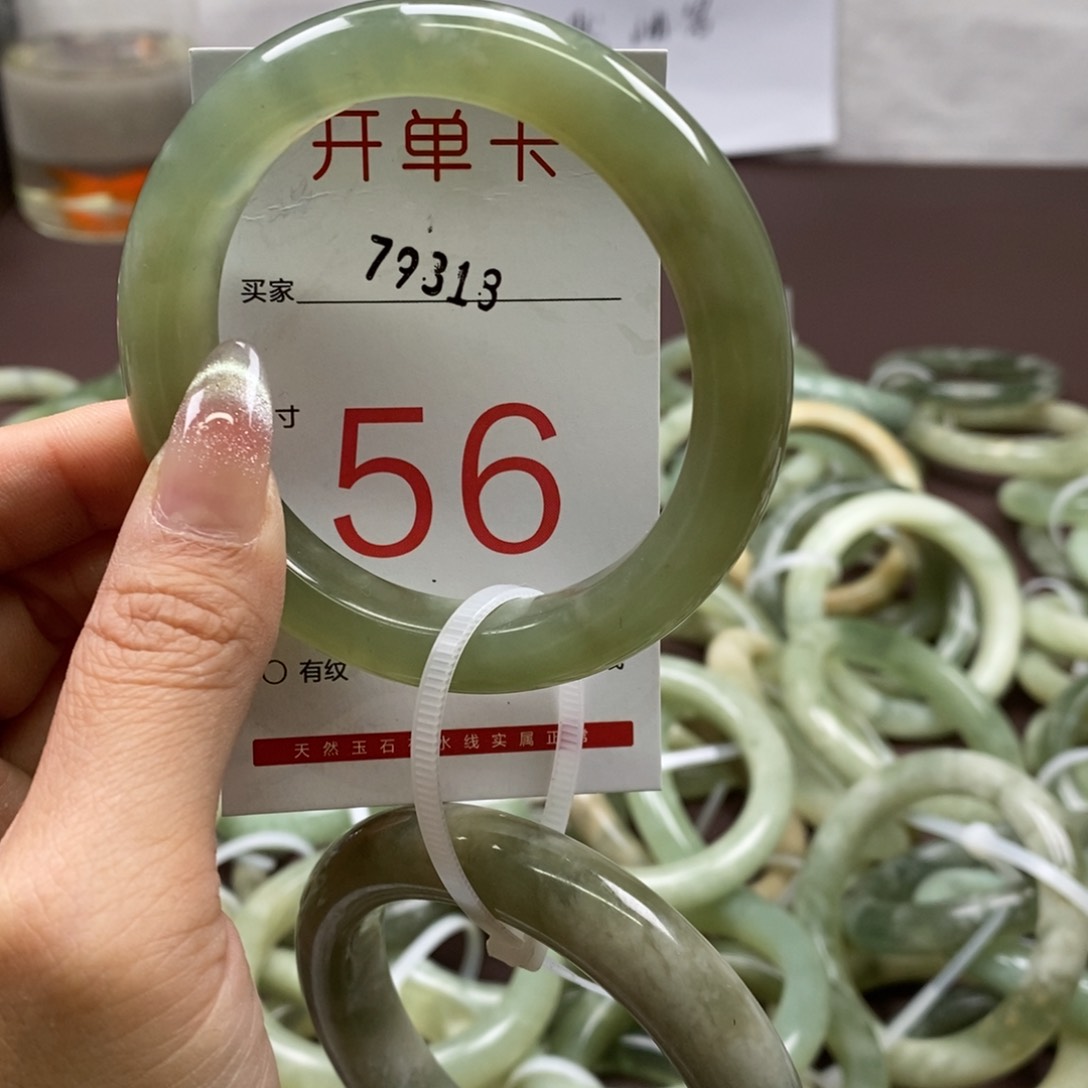 开单卡
买家 79313
寸 56
○ 有纹
天然玉石 水线实属正常